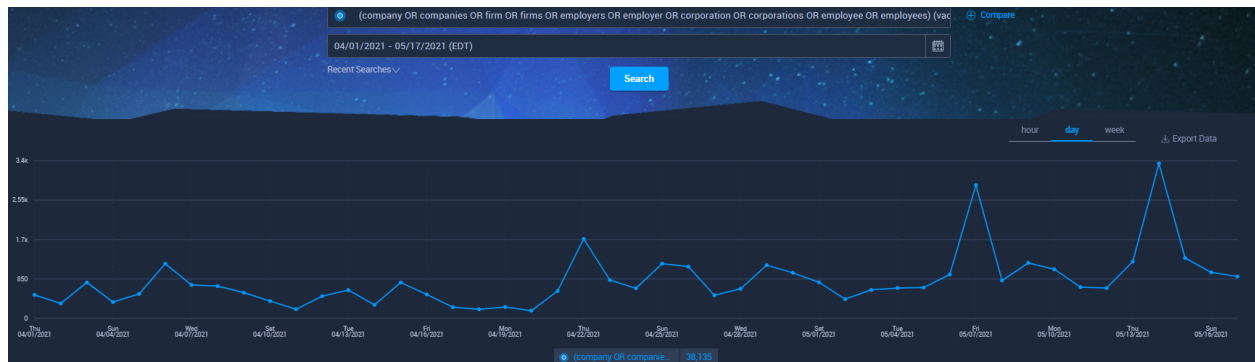 (company OR companies OR firm OR firms OR employers OR employer OR corporation OR corporations OR employee OR employees) (vac
Compare
04/01/2021 - 05/17/2021 (EDT)
Recent Searches
Search
hour day week Export Data
3.4k
2.55k
1.7k
850
0
Thu Sun Wed Sat Tue Fri Mon Thu Sun Wed Sat Tue Fri Mon Thu Sun
04/01/2021 04/04/2021 04/07/2021 04/10/2021 04/13/2021 04/16/2021 04/19/2021 04/22/2021 04/25/2021 04/28/2021 05/01/2021 05/04/2021 05/07/2021 05/10/2021 05/13/2021 05/16/2021
(company OR companie... 38,135